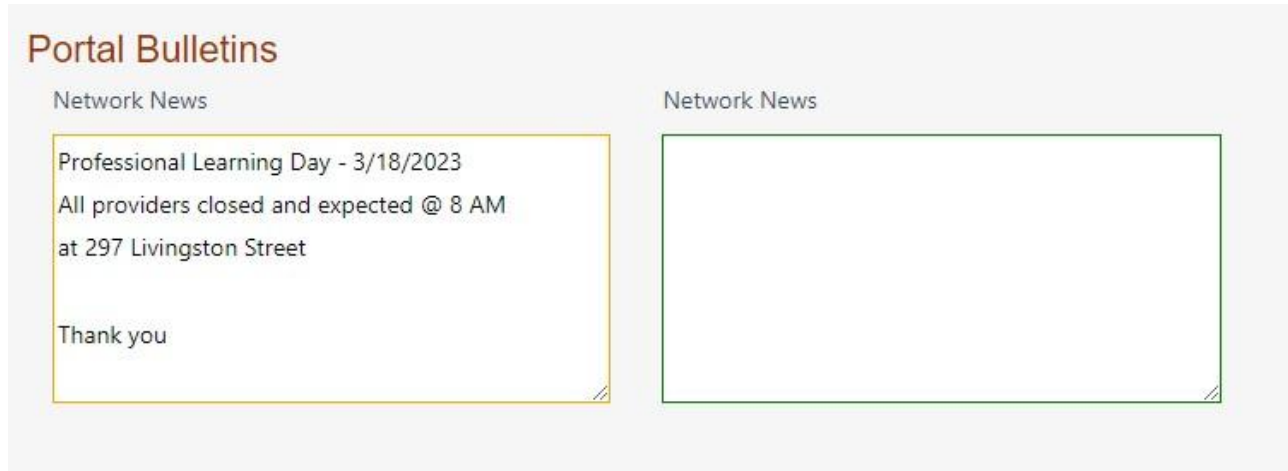 Portal Bulletins
Network News
Professional Learning Day - 3/18/2023
All providers closed and expected @ 8 AM
at 297 Livingston Street
Thank you
Network News